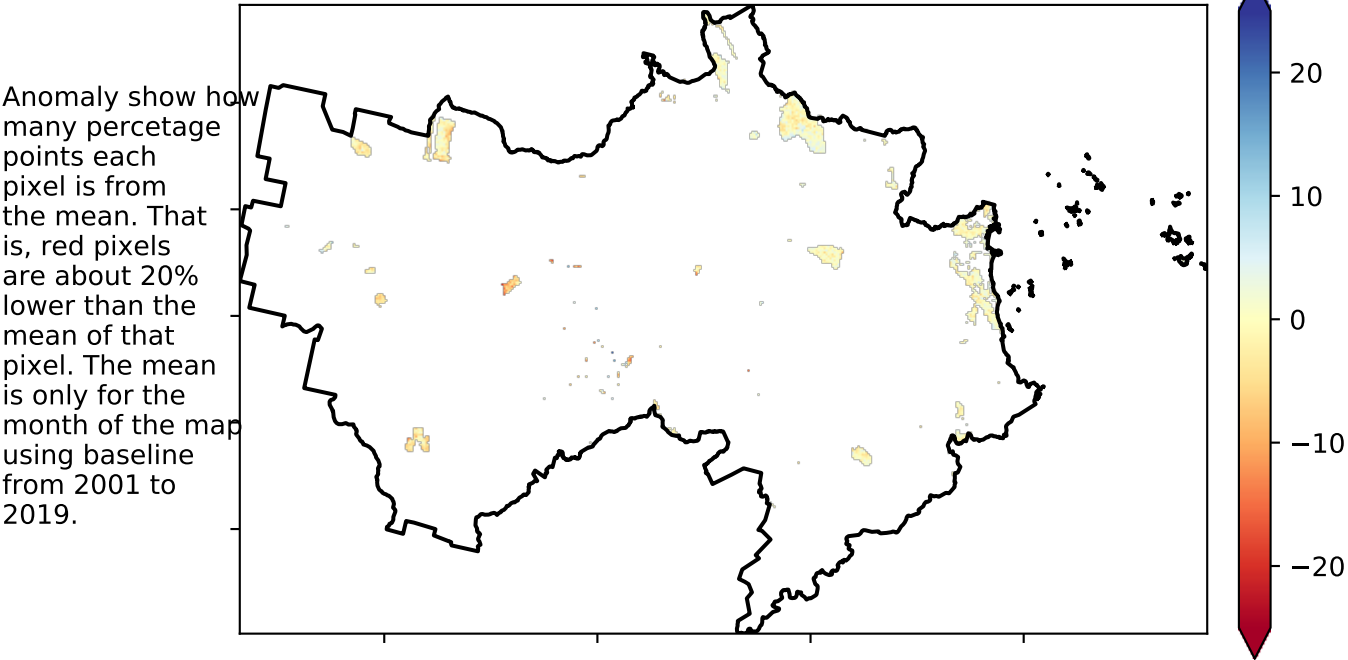 Anomaly show how
many percetage
points each
pixel is from
the mean. That
is, red pixels
are about 20%
lower than the
mean of that
pixel. The mean
is only for the
month of the map
using baseline
from 2001 to
2019.
20
10
0
−10
−20